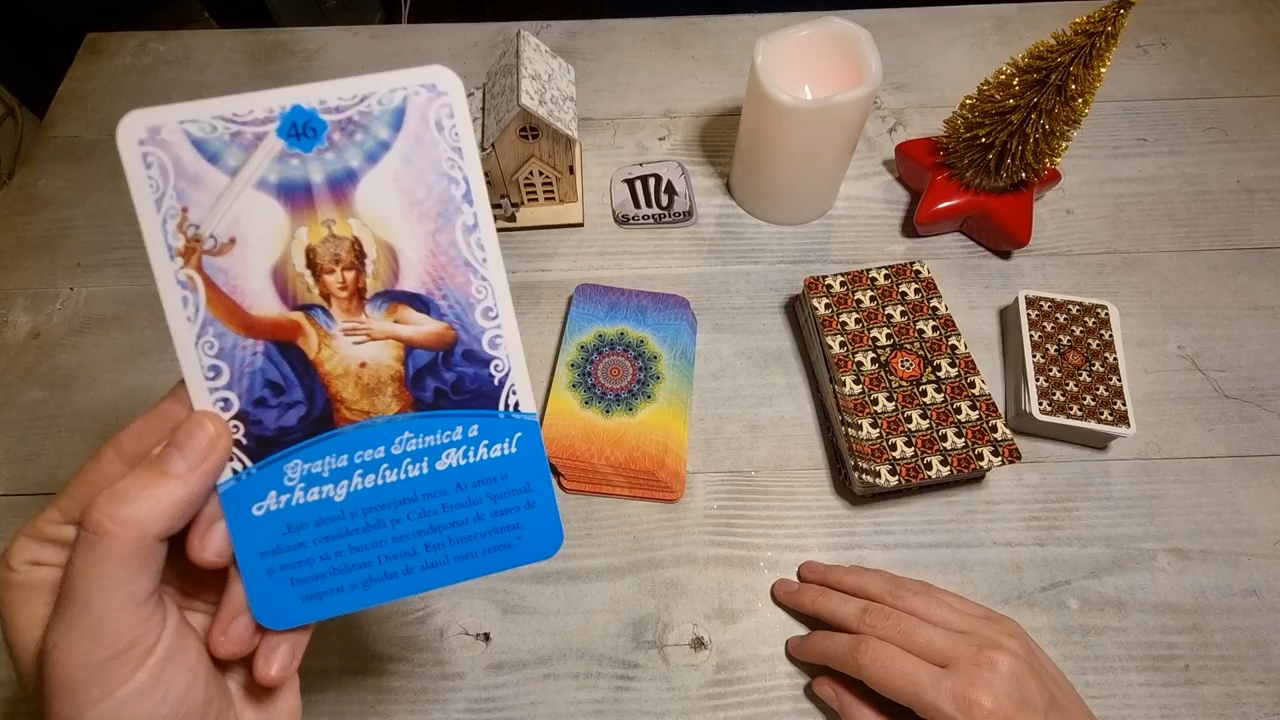 46
Grația cea Tainică a
Arhanghelului Mihail
„Ești alesul și protejatul meu. Ai atins o
realizare considerabilă pe Calea Eroului Spiritual,
și meriți să te bucuri necondiționat de starea de
Invincibilitate Divină. Ești binecuvântat,
inspirat și ghidat de alaiul meu ceresc.”
Scorpion